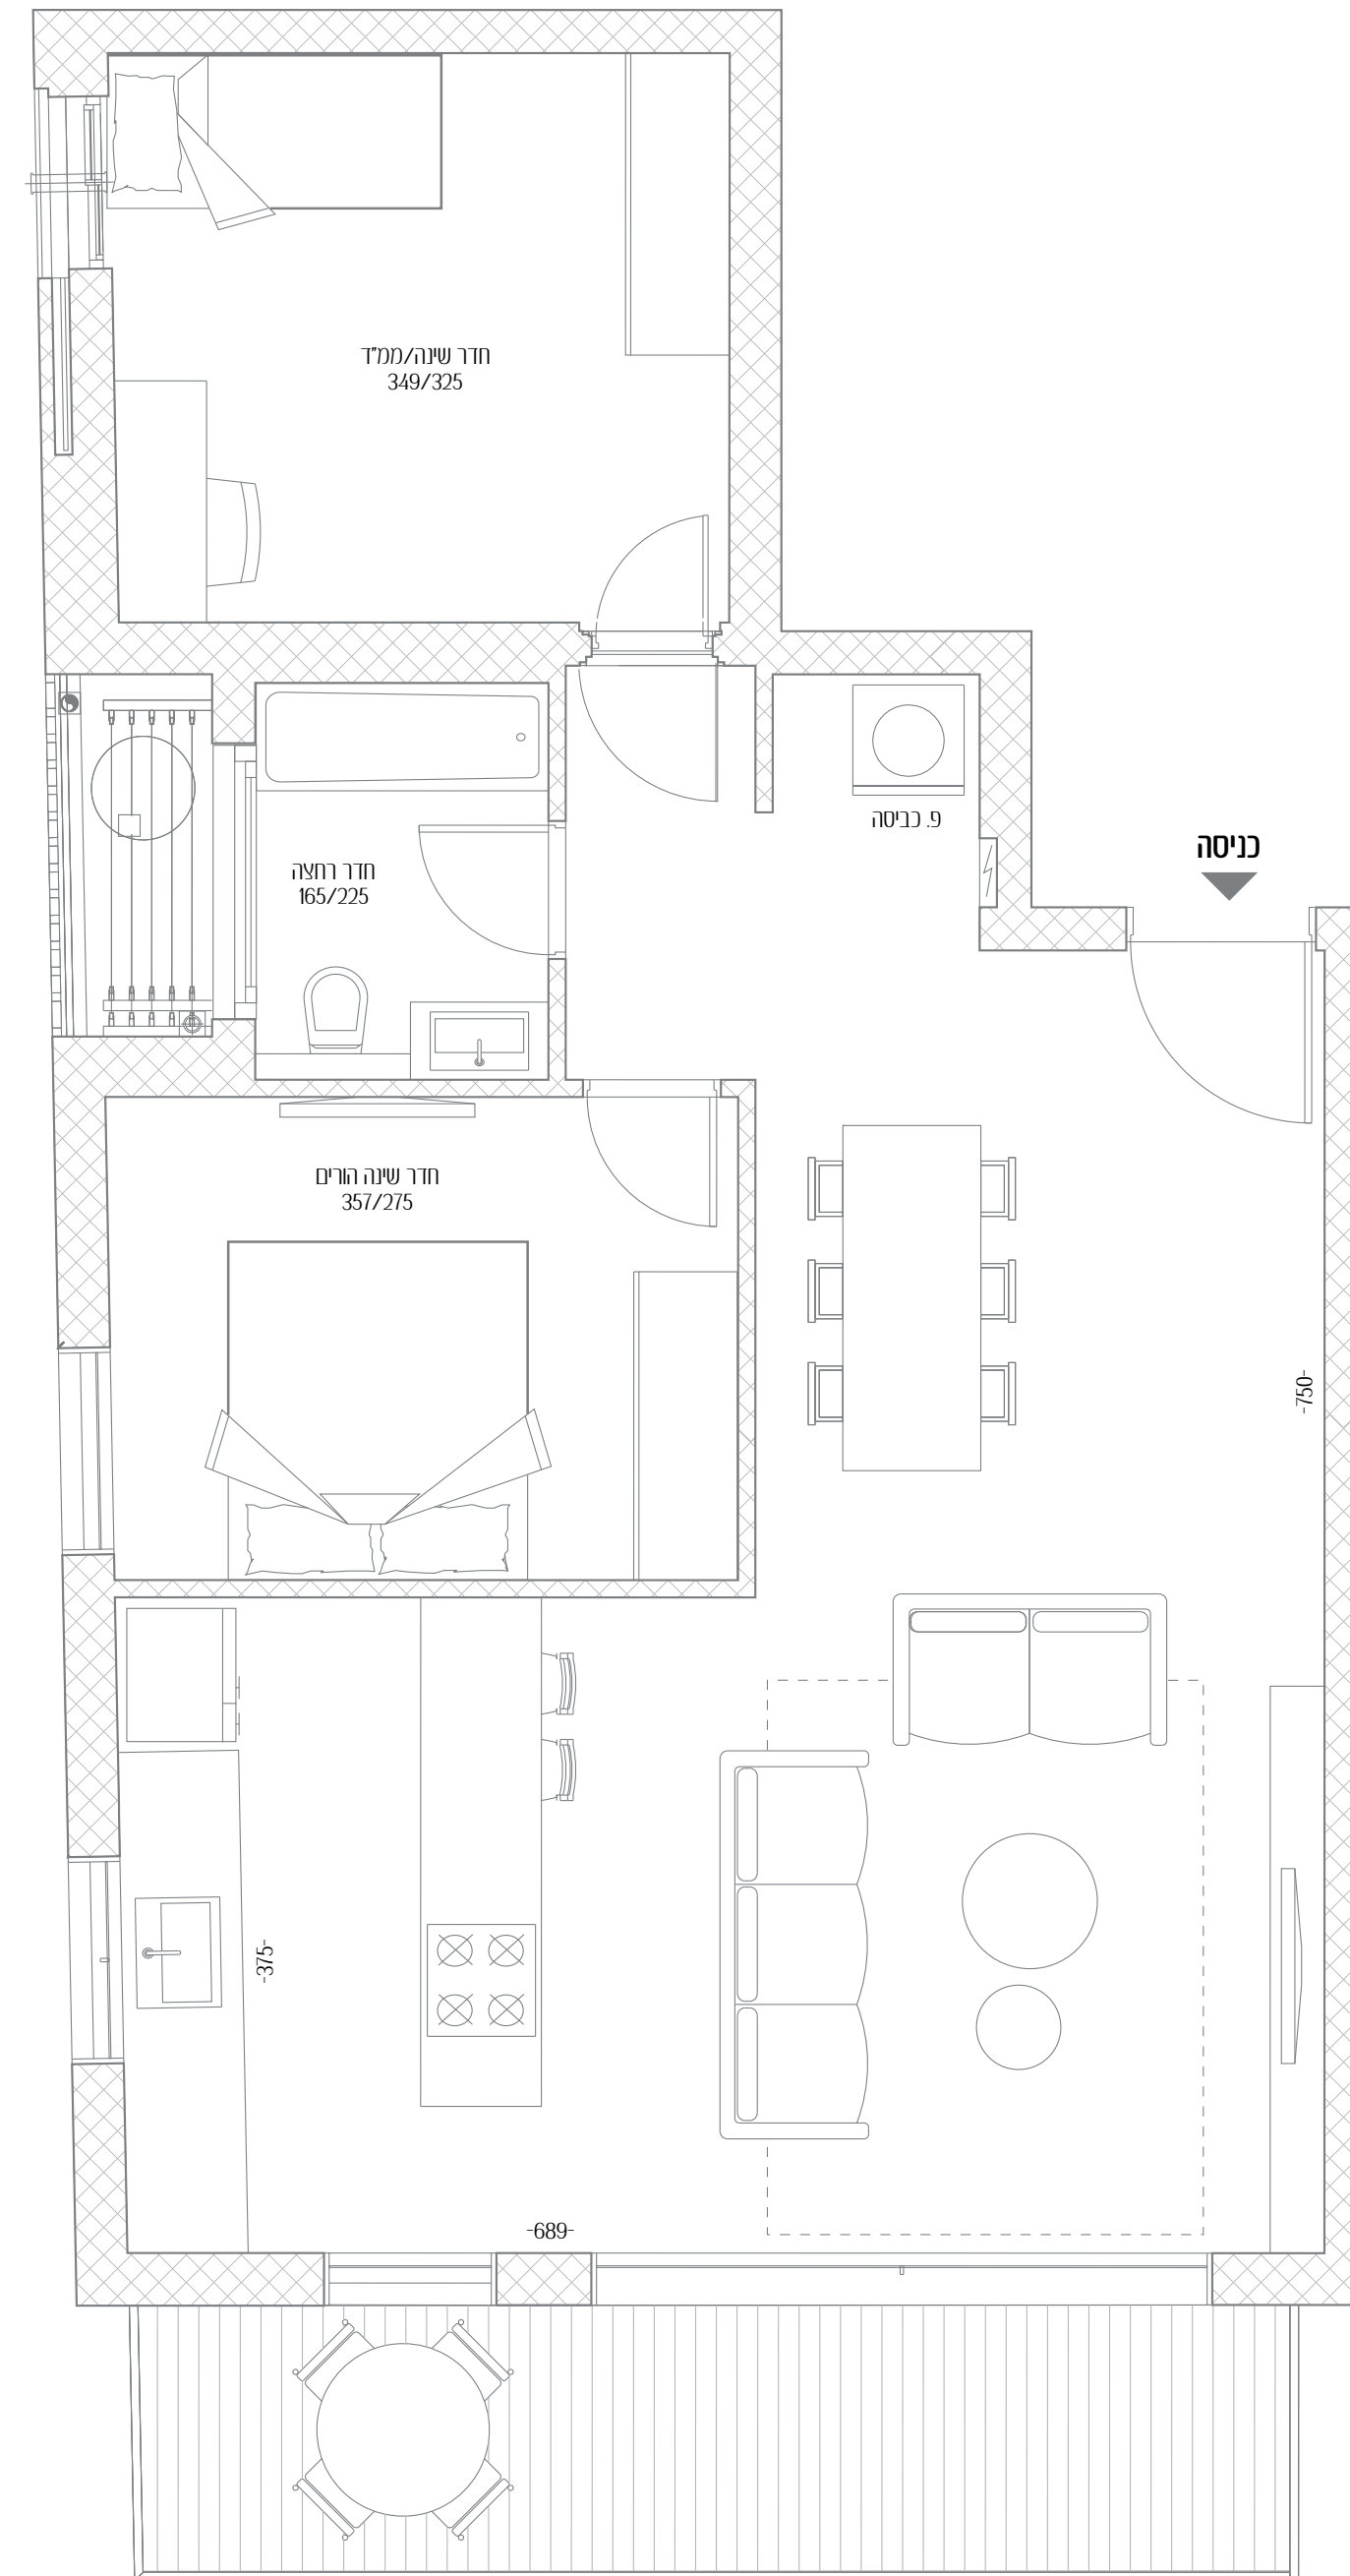 חדר שינה/ממ"ד
349/325
פ. כביסה
כניסה
חדר רחצה
165/225
חדר שינה הורים
357/275
-750-
-375-
-689-